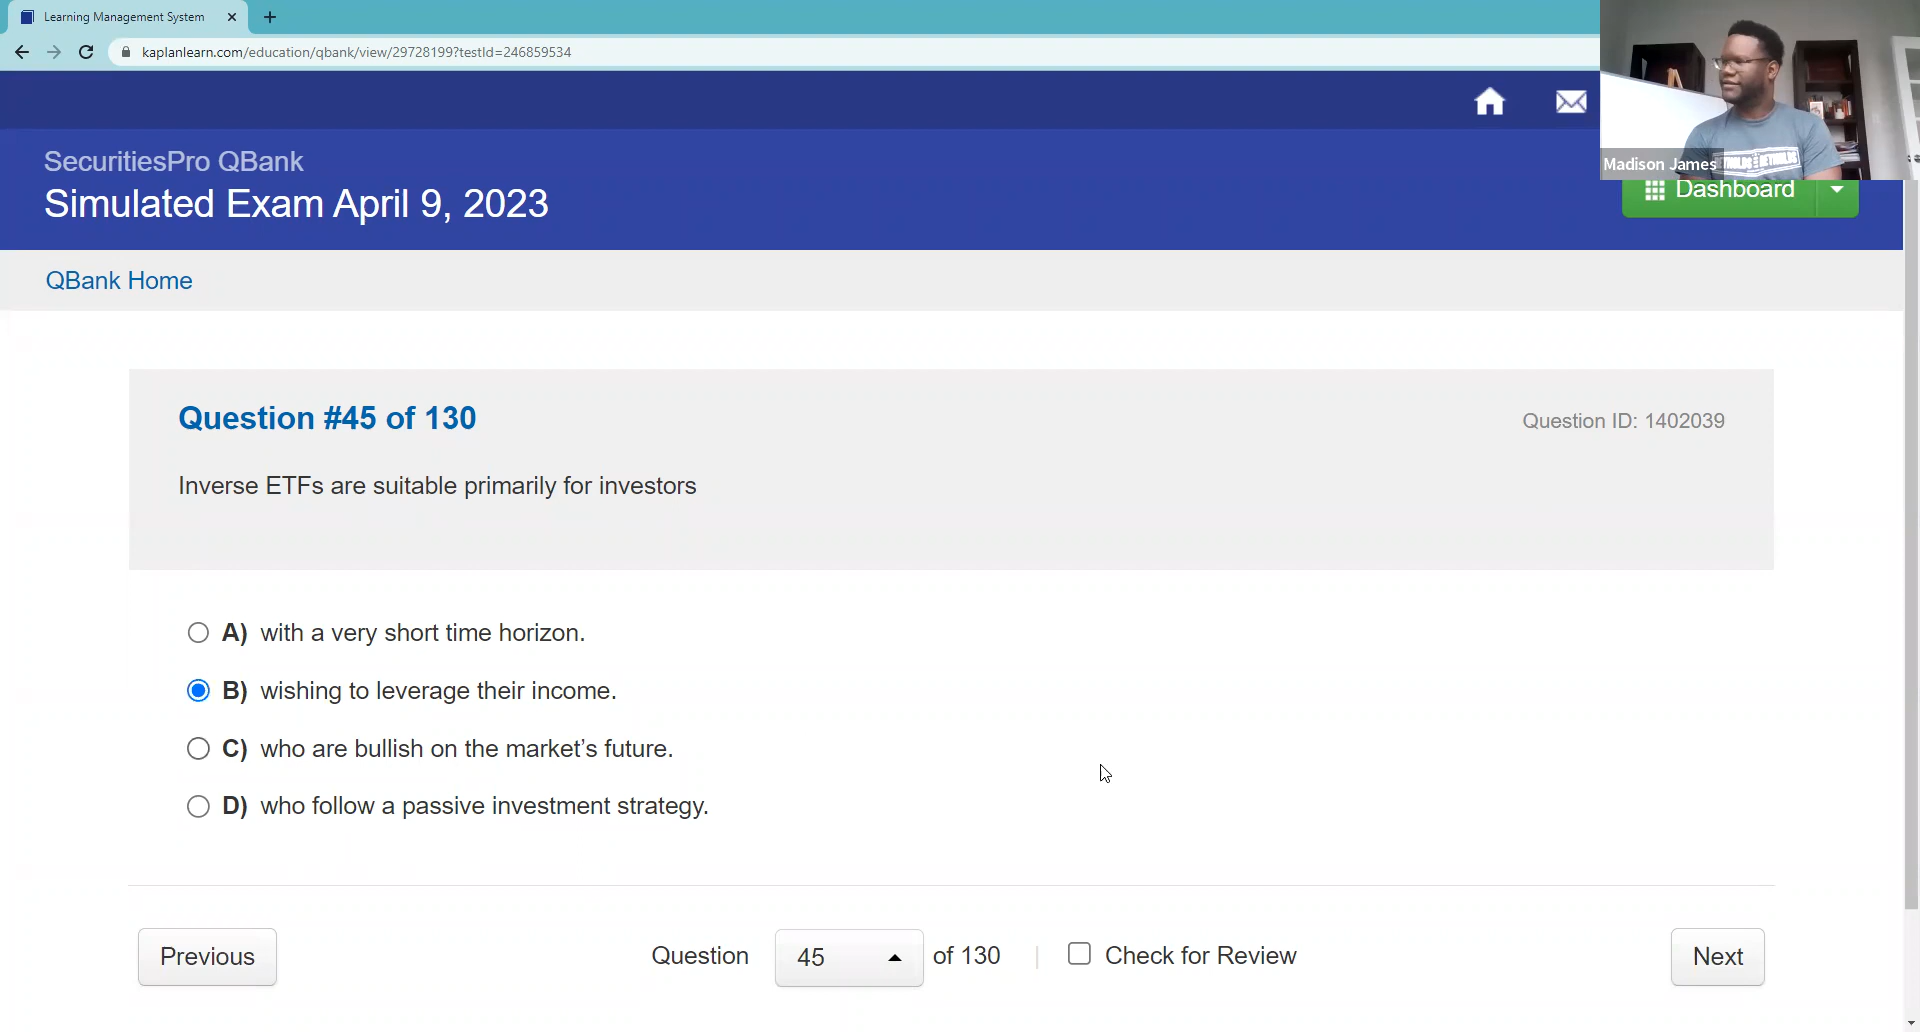 Learning Management System
kaplanlearn.com/education/qbank/view/29728199?testId=246859534
Madison James
SecuritiesPro QBank
Simulated Exam April 9, 2023
Dashboard
QBank Home
Question #45 of 130
Question ID: 1402039
Inverse ETFs are suitable primarily for investors
A) with a very short time horizon.
B) wishing to leverage their income.
C) who are bullish on the market’s future.
D) who follow a passive investment strategy.
Previous
Question 45 of 130 | Check for Review
Next